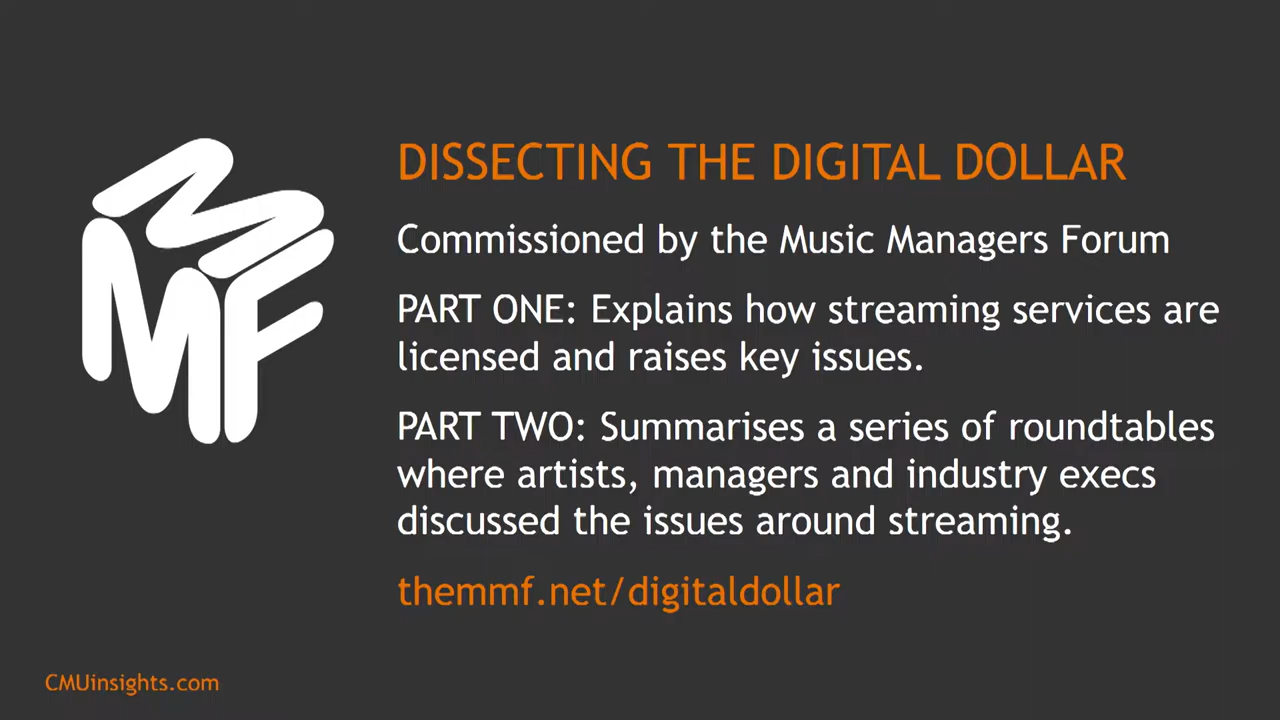 MMF
DISSECTING THE DIGITAL DOLLAR
Commissioned by the Music Managers Forum
PART ONE: Explains how streaming services are
licensed and raises key issues.
PART TWO: Summarises a series of roundtables
where artists, managers and industry execs
discussed the issues around streaming.
themmf.net/digitaldollar
CMUinsights.com